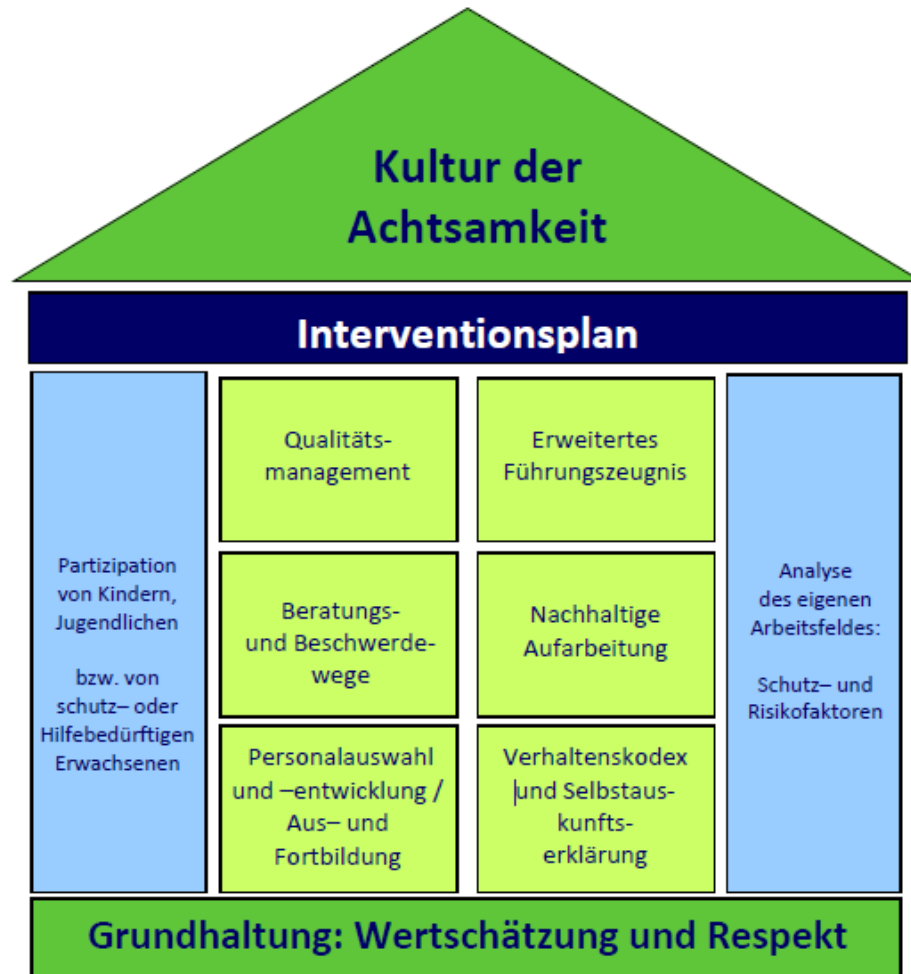 Kultur der
Achtsamkeit
Interventionsplan
Partizipation
von Kindern,
Jugendlichen
bzw. von
schutz– oder
Hilfebedürftigen
Erwachsenen
Qualitäts-
management
Erweitertes
Führungszeugnis
Beratungs-
und Beschwerde-
wege
Nachhaltige
Aufarbeitung
Personalauswahl
und –entwicklung /
Aus– und
Fortbildung
Verhaltenskodex
und Selbstaus-
kunfts-
erklärung
Analyse
des eigenen
Arbeitsfeldes:
Schutz– und
Risikofaktoren
Grundhaltung: Wertschätzung und Respekt